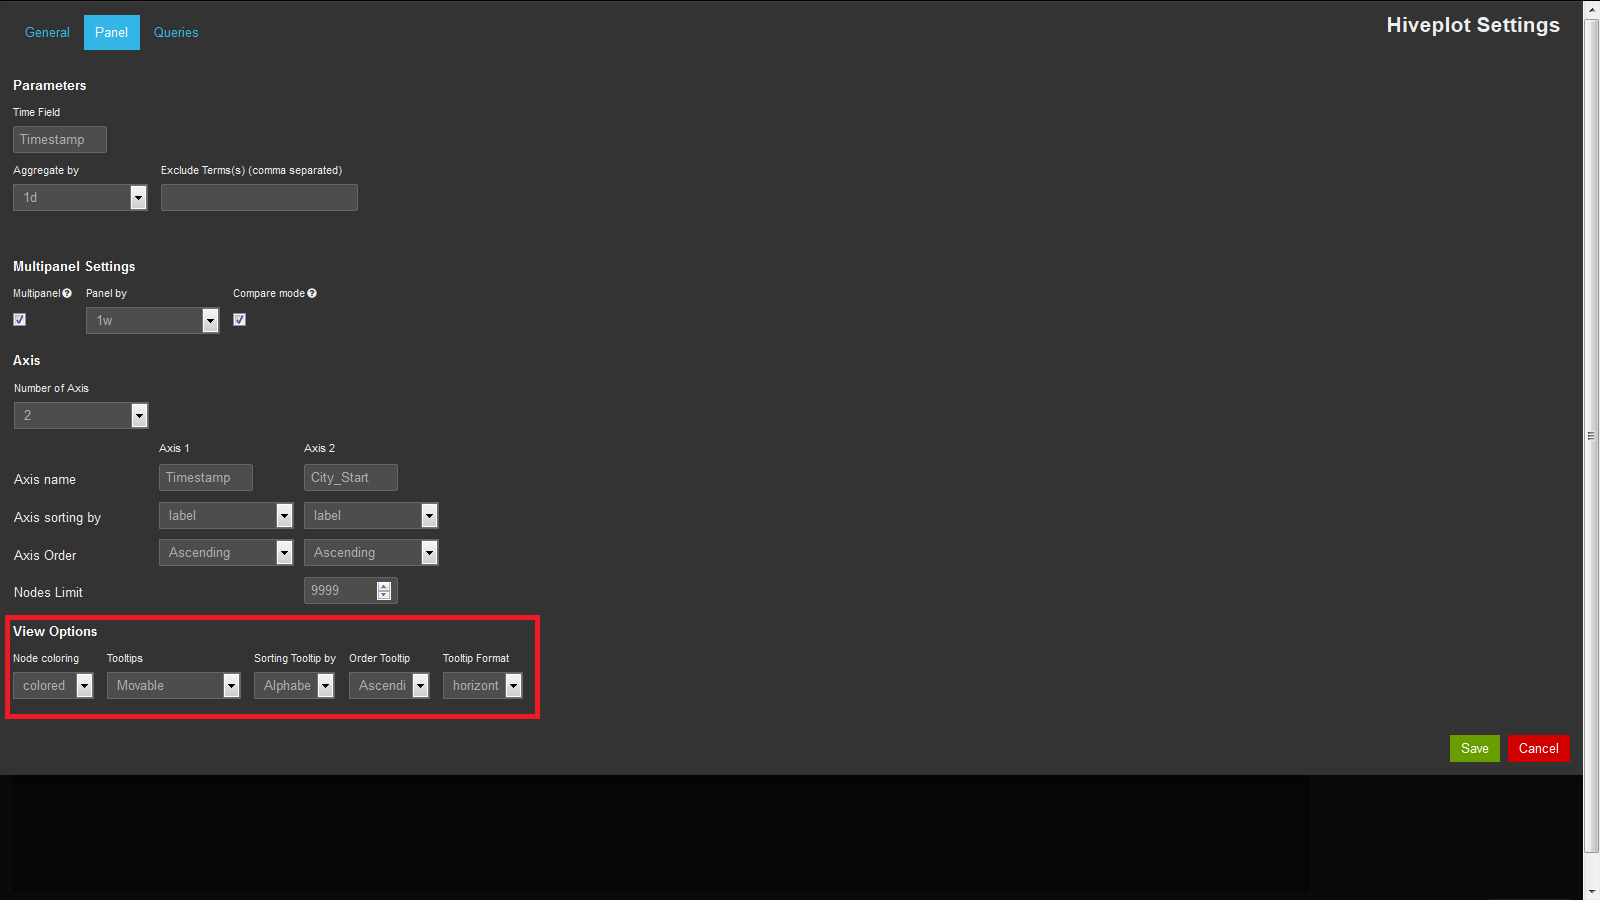 General Panel Queries
Hiveplot Settings
Parameters
Time Field
Timestamp
Aggregate by Exclude Terms(s) (comma separated)
1d
Multipanel Settings
Multipanel Panel by Compare mode
1w
Axis
Number of Axis
2
Axis 1 Axis 2
Axis name Timestamp City_Start
Axis sorting by label label
Axis Order Ascending Ascending
Nodes Limit 9999
View Options
Node coloring Tooltips Sorting Tooltip by Order Tooltip Tooltip Format
colored Movable Alphabe Ascendi horizont
Save Cancel